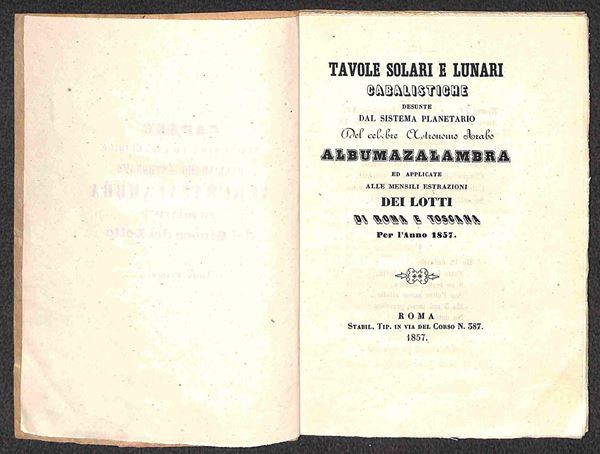 TAVOLE SOLARI E LUNARI
CABALISTICHE
DESUNTE
DAL SISTEMA PLANETARIO
Del celebre Astronomo Arabo
ALBUMAZALAMBRA
ED APPLICATE
ALLE MENSILI ESTRAZIONI
DEI LOTTI
DI ROMA E TOSCANA
Per l'Anno 1857.
ROMA
STABIL. TIP. IN VIA DEL CORSO N. 387.
1857.